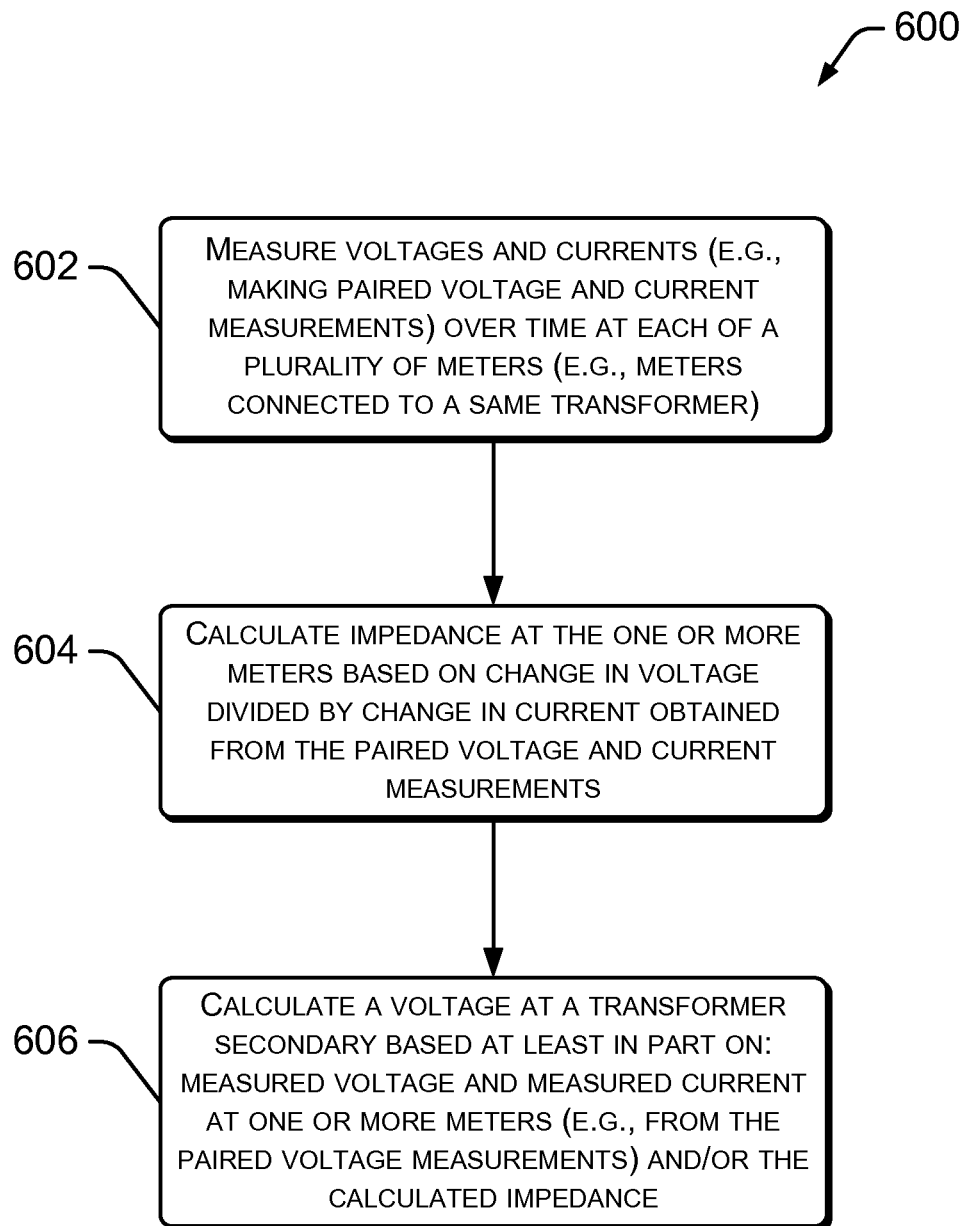 600
602
MEASURE VOLTAGES AND CURRENTS (E.G.,
MAKING PAIRED VOLTAGE AND CURRENT
MEASUREMENTS) OVER TIME AT EACH OF A
PLURALITY OF METERS (E.G., METERS
CONNECTED TO A SAME TRANSFORMER)
604
CALCULATE IMPEDANCE AT THE ONE OR MORE
METERS BASED ON CHANGE IN VOLTAGE
DIVIDED BY CHANGE IN CURRENT OBTAINED
FROM THE PAIRED VOLTAGE AND CURRENT
MEASUREMENTS
606
CALCULATE A VOLTAGE AT A TRANSFORMER
SECONDARY BASED AT LEAST IN PART ON:
MEASURED VOLTAGE AND MEASURED CURRENT
AT ONE OR MORE METERS (E.G., FROM THE
PAIRED VOLTAGE MEASUREMENTS) AND/OR THE
CALCULATED IMPEDANCE